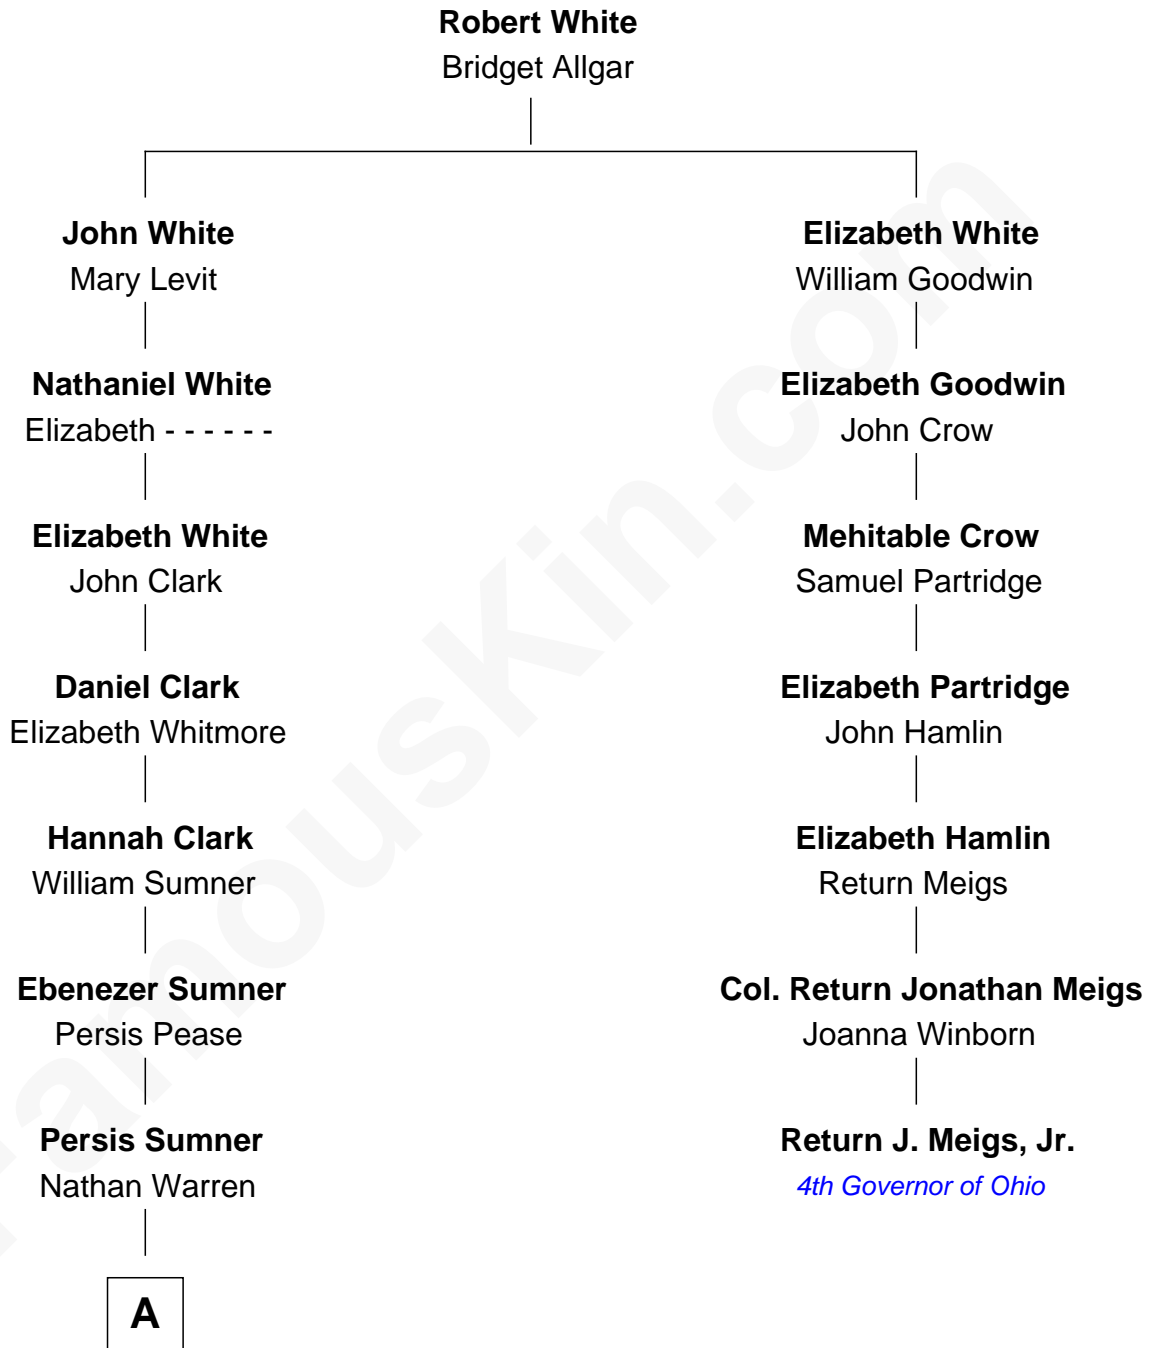 Robert White
Bridget Allgar
John White
Mary Levit
Elizabeth White
William Goodwin
Nathaniel White
Elizabeth - - - - - -
Elizabeth Goodwin
John Crow
Elizabeth White
John Clark
Mehitable Crow
Samuel Partridge
Daniel Clark
Elizabeth Whitmore
Elizabeth Partridge
John Hamlin
Hannah Clark
William Sumner
Elizabeth Hamlin
Return Meigs
Ebenezer Sumner
Persis Pease
Col. Return Jonathan Meigs
Joanna Winborn
Persis Sumner
Nathan Warren
Return J. Meigs, Jr.
4th Governor of Ohio
A
FamousKin.com